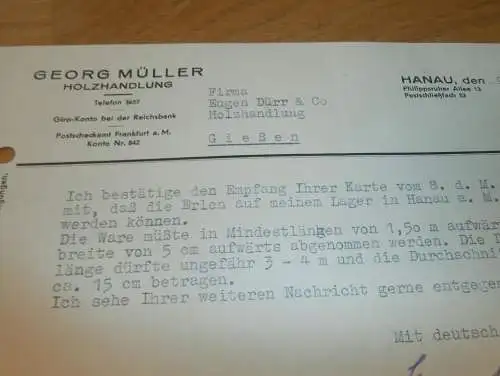 GEORG MÜLLER
HOLZHANDLUNG
Telefon 3657
Giro-Konto bei der Reichsbank
Postscheckamt Frankfurt a. M.
Konto Nr. 842
Firma
Eugen Dürr & Co
Holzhandlung
Gießen
HANAU, den
Philippsruher Allee 13
Postschließfach 53
Ich bestätige den Empfang Ihrer Karte vom 8. d. M.
mit, daß die Erlen auf meinem Lager in Hanau a. M.
werden können.
Die Ware müßte in Mindestlängen von 1,50 m aufwär
breite von 5 cm aufwärts abgenommen werden. Die
länge dürfte ungefähr 3 - 4 m und die Durchschni
ca. 15 cm betragen.
Ich sehe Ihrer weiteren Nachricht gerne entgege
Mit deutsch